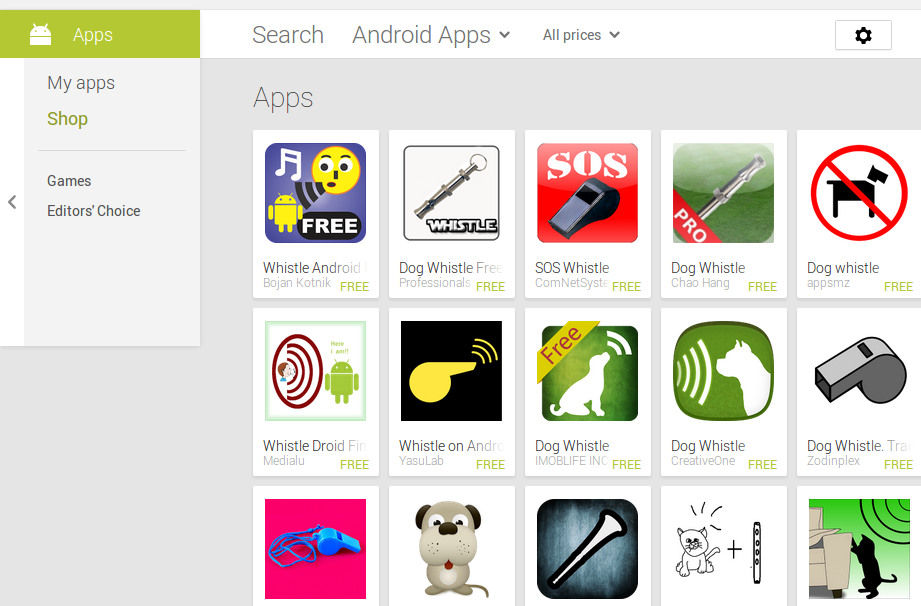 Apps
Search
Android Apps
All prices
My apps
Shop
Games
Editors' Choice
Apps
FREE
WHISTLE
SOS
PRO
Whistle Android
Bojan Kotnik FREE
Dog Whistle Free
Professionals FREE
SOS Whistle
ComNetSyste FREE
Dog Whistle
Chao Hang FREE
Dog whistle
appsmz FREE
Here
i am!!
Free
Whistle Droid Fin
Medialu FREE
Whistle on Andro
YasuLab FREE
Dog Whistle
IMOBLIFE INC FREE
Dog Whistle
CreativeOne FREE
Dog Whistle. Tra
Zodinplex FREE
+